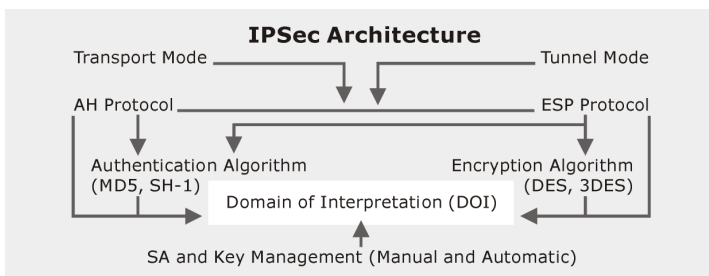 IPSec Architecture
Transport Mode
Tunnel Mode
AH Protocol
ESP Protocol
Authentication Algorithm
(MD5, SH-1)
Encryption Algorithm
(DES, 3DES)
Domain of Interpretation (DOI)
SA and Key Management (Manual and Automatic)